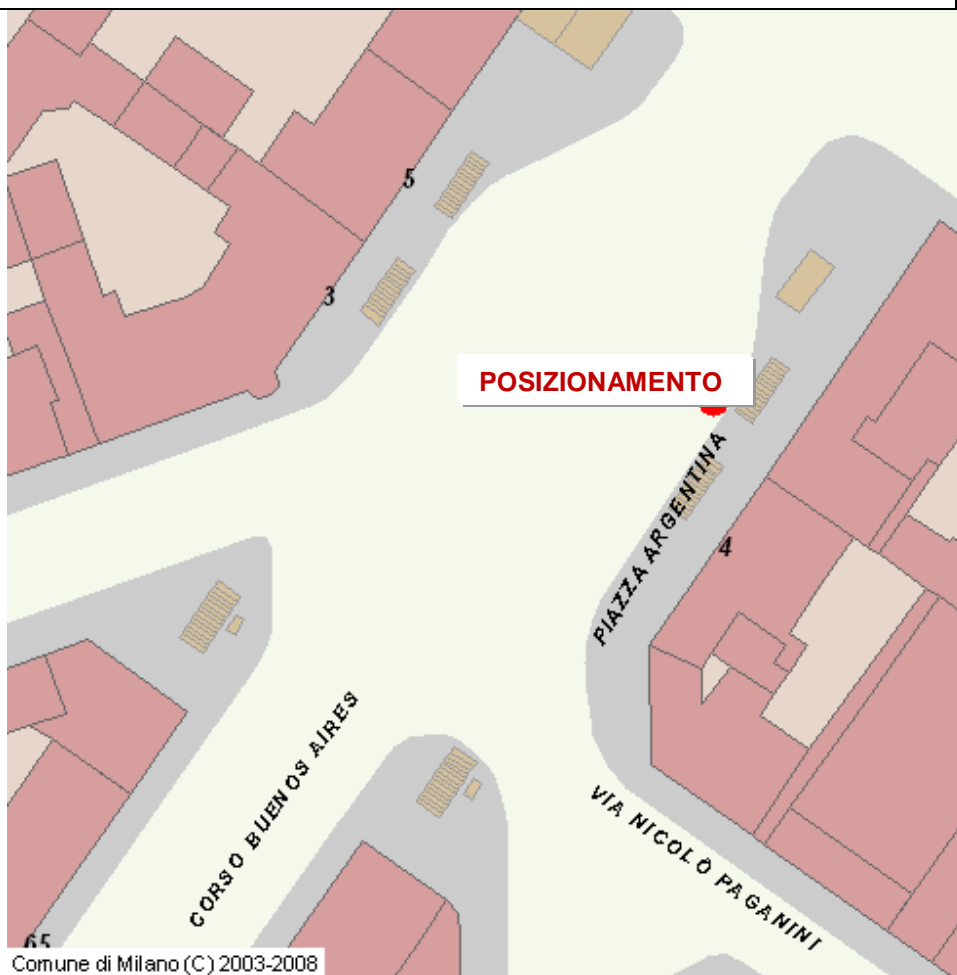 5
3
POSIZIONAMENTO
PIAZZA ARGENTINA
4
CORSO BUENOS AIRES
VIA NICOLÒ PAGANINI
65
Comune di Milano (C) 2003-2008